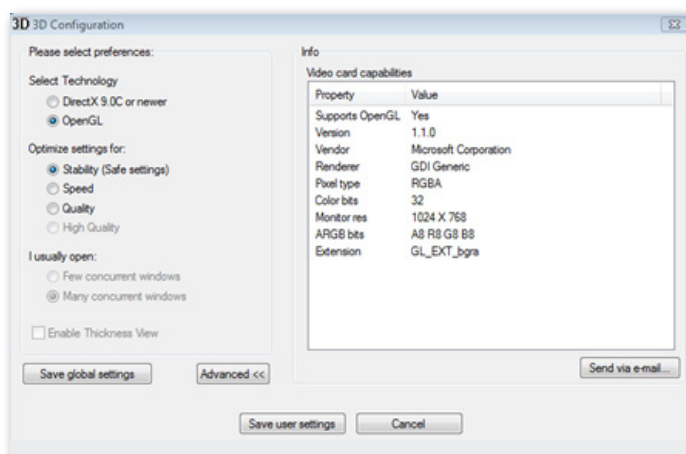 3D 3D Configuration
Please select preferences:
Select Technology
DirectX 9.0C or newer
OpenGL
Optimize settings for:
Stability (Safe settings)
Speed
Quality
High Quality
I usually open:
Few concurrent windows
Many concurrent windows
Enable Thickness View
Save global settings
Advanced <<
Info
Video card capabilities
Property Value
Supports OpenGL Yes
Version 1.1.0
Vendor Microsoft Corporation
Renderer GDI Generic
Pixel type RGBA
Color bits 32
Monitor res 1024 X 768
ARGB bits A8 R8 G8 B8
Extension GL_EXT_bgra
Send via e-mail...
Save user settings
Cancel